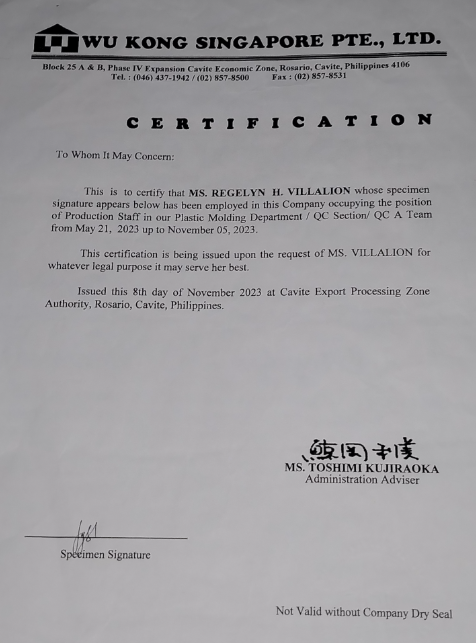 WU KONG SINGAPORE PTE., LTD.
Block 25 A & B, Phase IV Expansion Cavite Economic Zone, Rosario, Cavite, Philippines 4106
Tel. : (046) 437-1942 / (02) 857-8500 Fax : (02) 857-8531
CERTIFICATION
To Whom It May Concern:
This is to certify that MS. REGELYN H. VILLALION whose specimen
signature appears below has been employed in this Company occupying the position
of Production Staff in our Plastic Molding Department / QC Section/ QC A Team
from May 21, 2023 up to November 05, 2023.
This certification is being issued upon the request of MS. VILLALION for
whatever legal purpose it may serve her best.
Issued this 8th day of November 2023 at Cavite Export Processing Zone
Authority, Rosario, Cavite, Philippines.
MS. TOSHIMI KUJIRAOKA
Administration Adviser
Specimen Signature
Not Valid without Company Dry Seal